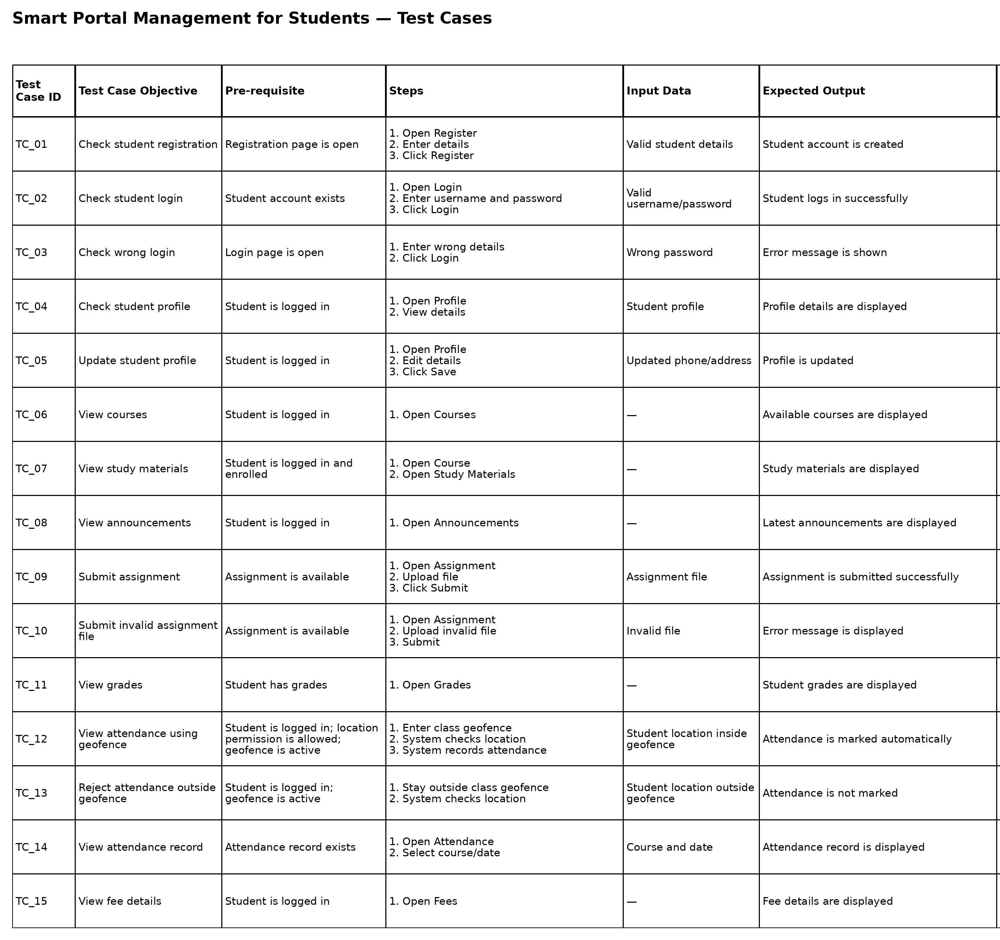 Smart Portal Management for Students — Test Cases
Test
Case ID
Test Case Objective
Pre-requisite
Steps
Input Data
Expected Output
TC_01
Check student registration
Registration page is open
1. Open Register
2. Enter details
3. Click Register
Valid student details
Student account is created
TC_02
Check student login
Student account exists
1. Open Login
2. Enter username and password
3. Click Login
Valid
username/password
Student logs in successfully
TC_03
Check wrong login
Login page is open
1. Enter wrong details
2. Click Login
Wrong password
Error message is shown
TC_04
Check student profile
Student is logged in
1. Open Profile
2. View details
Student profile
Profile details are displayed
TC_05
Update student profile
Student is logged in
1. Open Profile
2. Edit details
3. Click Save
Updated phone/address
Profile is updated
TC_06
View courses
Student is logged in
1. Open Courses
—
Available courses are displayed
TC_07
View study materials
Student is logged in and
enrolled
1. Open Course
2. Open Study Materials
—
Study materials are displayed
TC_08
View announcements
Student is logged in
1. Open Announcements
—
Latest announcements are displayed
TC_09
Submit assignment
Assignment is available
1. Open Assignment
2. Upload file
3. Click Submit
Assignment file
Assignment is submitted successfully
TC_10
Submit invalid assignment
file
Assignment is available
1. Open Assignment
2. Upload invalid file
3. Submit
Invalid file
Error message is displayed
TC_11
View grades
Student has grades
1. Open Grades
—
Student grades are displayed
TC_12
View attendance using
geofence
Student is logged in; location
permission is allowed;
geofence is active
1. Enter class geofence
2. System checks location
3. System records attendance
Student location inside
geofence
Attendance is marked automatically
TC_13
Reject attendance outside
geofence
Student is logged in;
geofence is active
1. Stay outside class geofence
2. System checks location
Student location outside
geofence
Attendance is not marked
TC_14
View attendance record
Attendance record exists
1. Open Attendance
2. Select course/date
Course and date
Attendance record is displayed
TC_15
View fee details
Student is logged in
1. Open Fees
—
Fee details are displayed